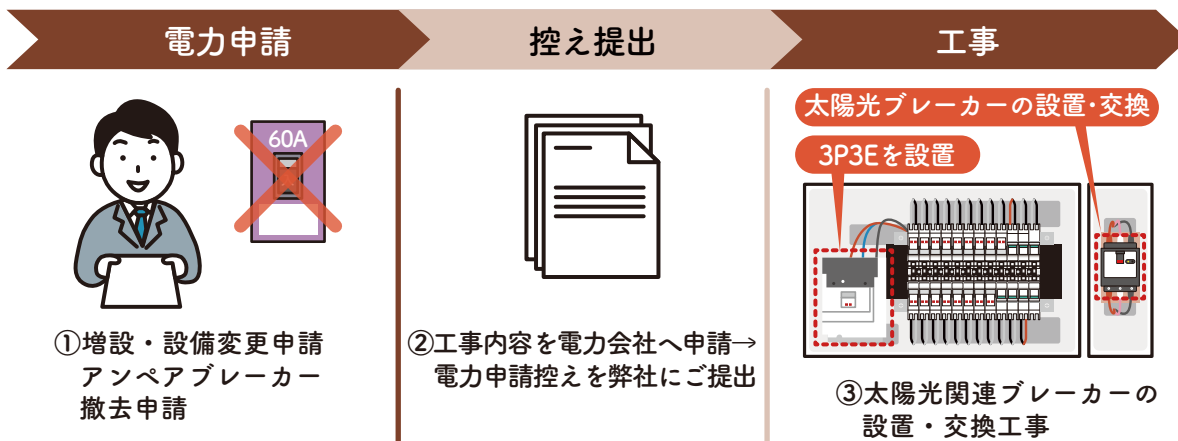 電力申請
控え提出
工事
60A
①増設・設備変更申請
アンペアブレーカー
撤去申請
②工事内容を電力会社へ申請→
電力申請控えを弊社にご提出
太陽光ブレーカーの設置・交換
3P3Eを設置
③太陽光関連ブレーカーの
設置・交換工事